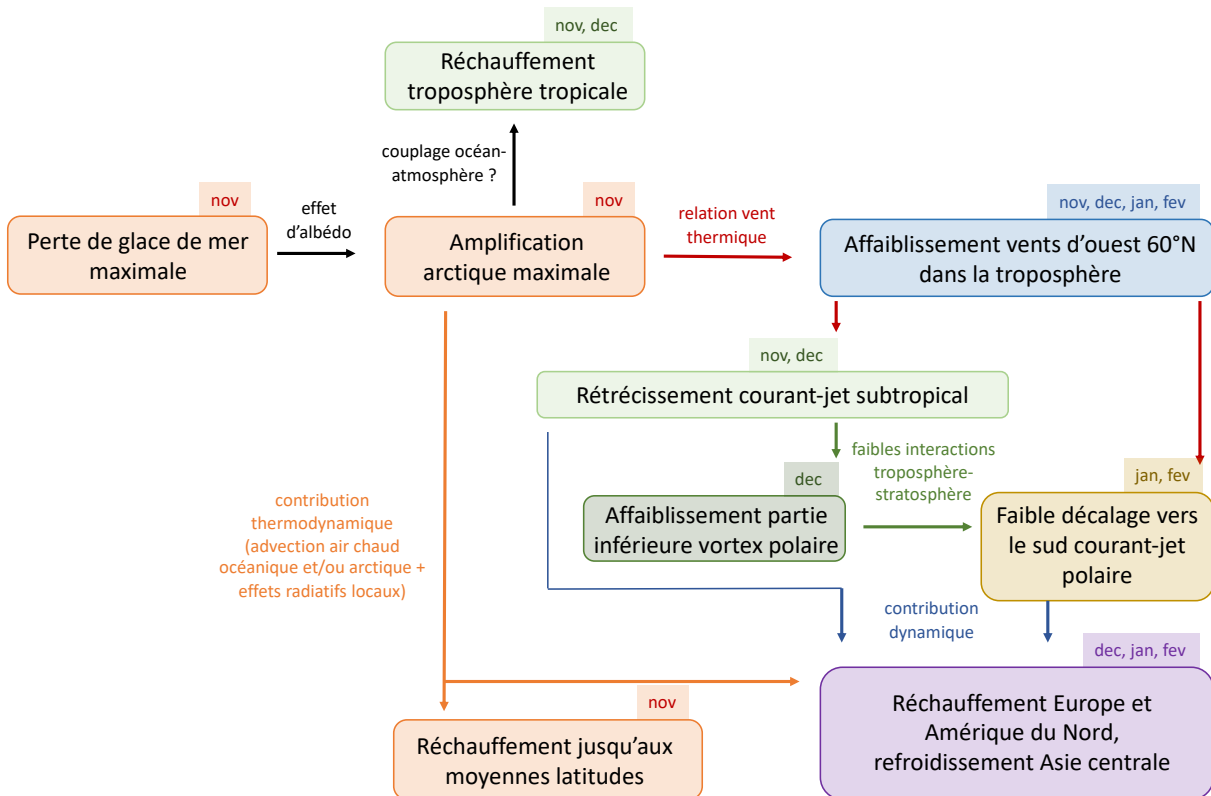 nov, dec
Réchauffement
troposphère tropicale
couplage océan-
atmosphère ?
nov
Perte de glace de mer
maximale
effet
d'albédo
nov
Amplification
arctique maximale
relation vent
thermique
nov, dec, jan, fev
Affaiblissement vents d'ouest 60°N
dans la troposphère
nov, dec
Rétrécissement courant-jet subtropical
faibles interactions
troposphère-
stratosphère
dec
Affaiblissement partie
inférieure vortex polaire
jan, fev
Faible décalage vers
le sud courant-jet
polaire
contribution
thermodynamique
(advection air chaud
océanique et/ou arctique +
effets radiatifs locaux)
contribution
dynamique
nov
Réchauffement jusqu'aux
moyennes latitudes
dec, jan, fev
Réchauffement Europe et
Amérique du Nord,
refroidissement Asie centrale